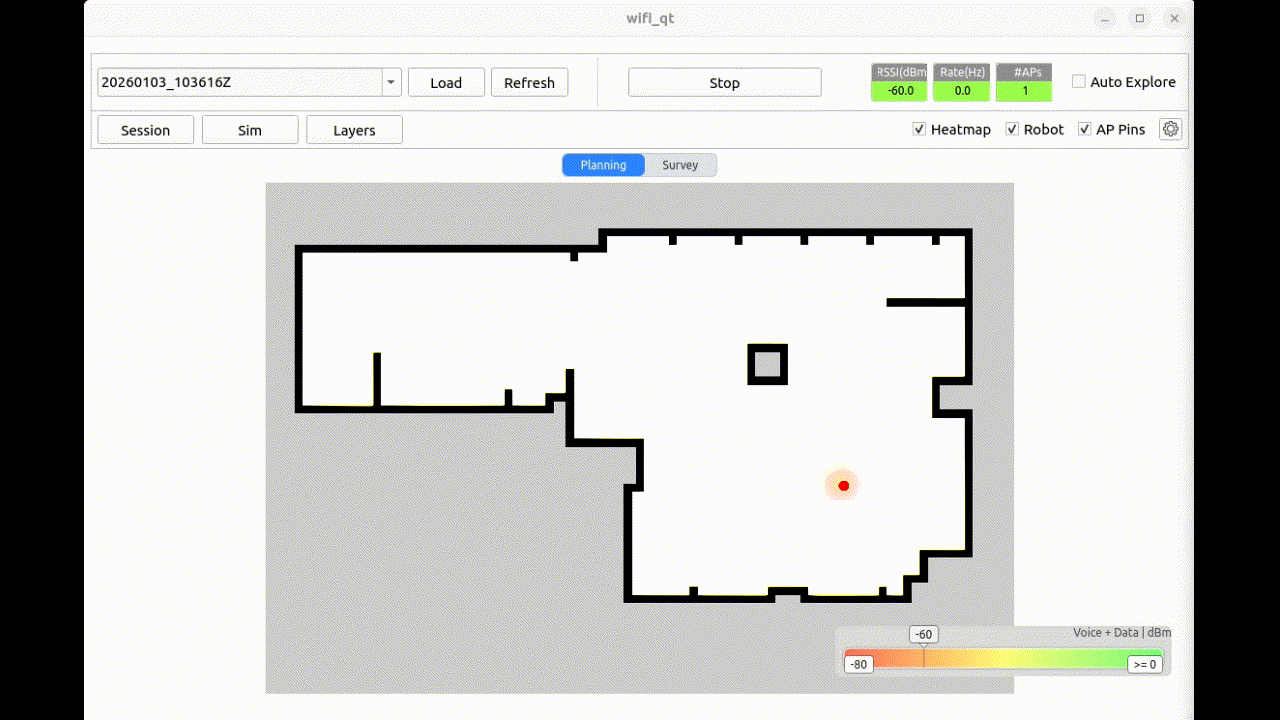 wifi_qt
20260103_103616Z
Load
Refresh
Stop
RSSI(dBm
-60.0
Rate(Hz)
0.0
#APs
1
Auto Explore
Session
Sim
Layers
Heatmap
Robot
AP Pins
Planning
Survey
-60
Voice + Data | dBm
-80
>= 0